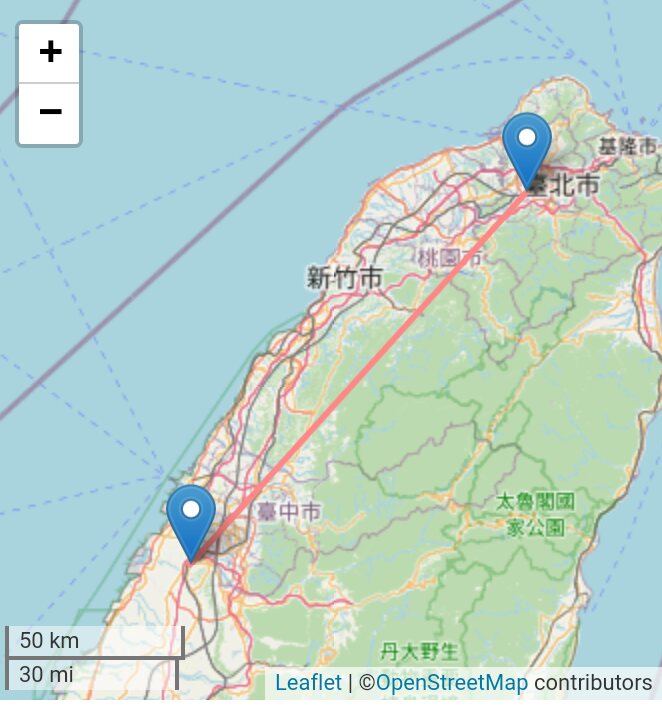 +
−
基隆市
臺北市
桃園市
新竹市
太魯閣國
家公園
臺中市
丹大野生
50 km
30 mi
Leaflet | ©OpenStreetMap contributors